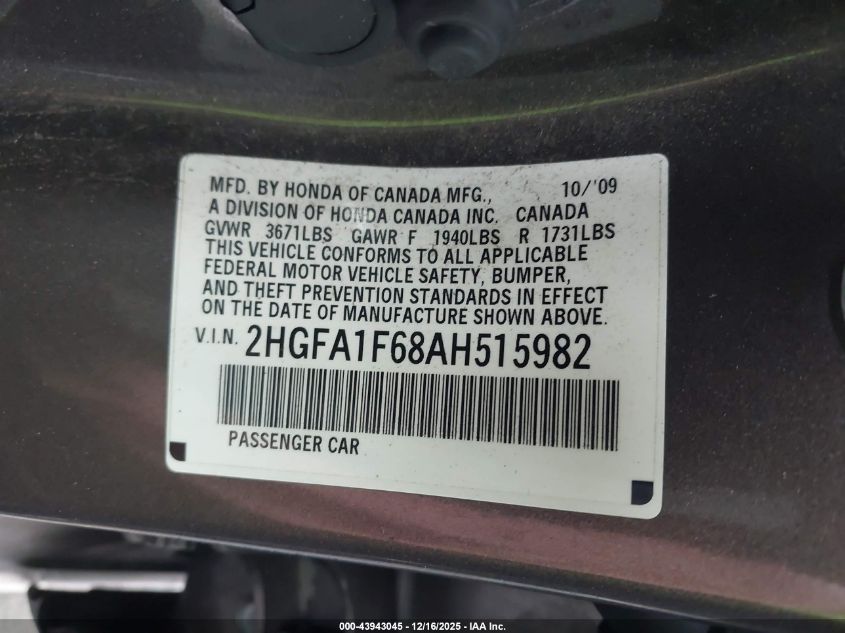 MFD. BY HONDA OF CANADA MFG., 10/'09
A DIVISION OF HONDA CANADA INC. CANADA
GVWR 3671LBS GAWR F 1940LBS R 1731LBS
THIS VEHICLE CONFORMS TO ALL APPLICABLE
FEDERAL MOTOR VEHICLE SAFETY, BUMPER,
AND THEFT PREVENTION STANDARDS IN EFFECT
ON THE DATE OF MANUFACTURE SHOWN ABOVE.
V.I.N. 2HGFA1F68AH515982
PASSENGER CAR
000-43943045 - 12/16/2025 - IAA Inc.